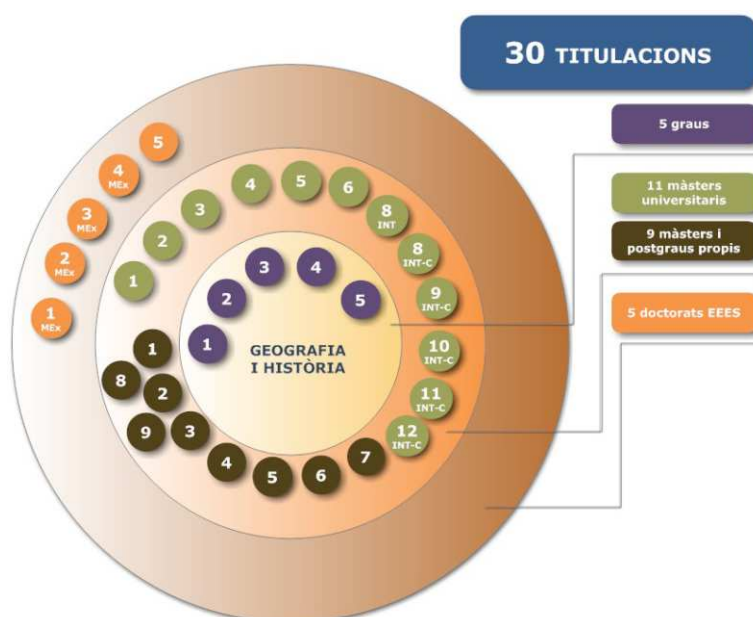 30 TITULACIONS
5 graus
11 màsters
universitaris
9 màsters i
postgraus propis
5 doctorats EEES
5
4
MEx
3
MEx
2
MEx
1
MEx
1
2
3
4
5
6
8
INT
8
INT-C
9
INT-C
10
INT-C
11
INT-C
12
INT-C
1
2
3
4
5
GEOGRAFIA
I HISTÒRIA
1
8
2
9
3
4
5
6
7